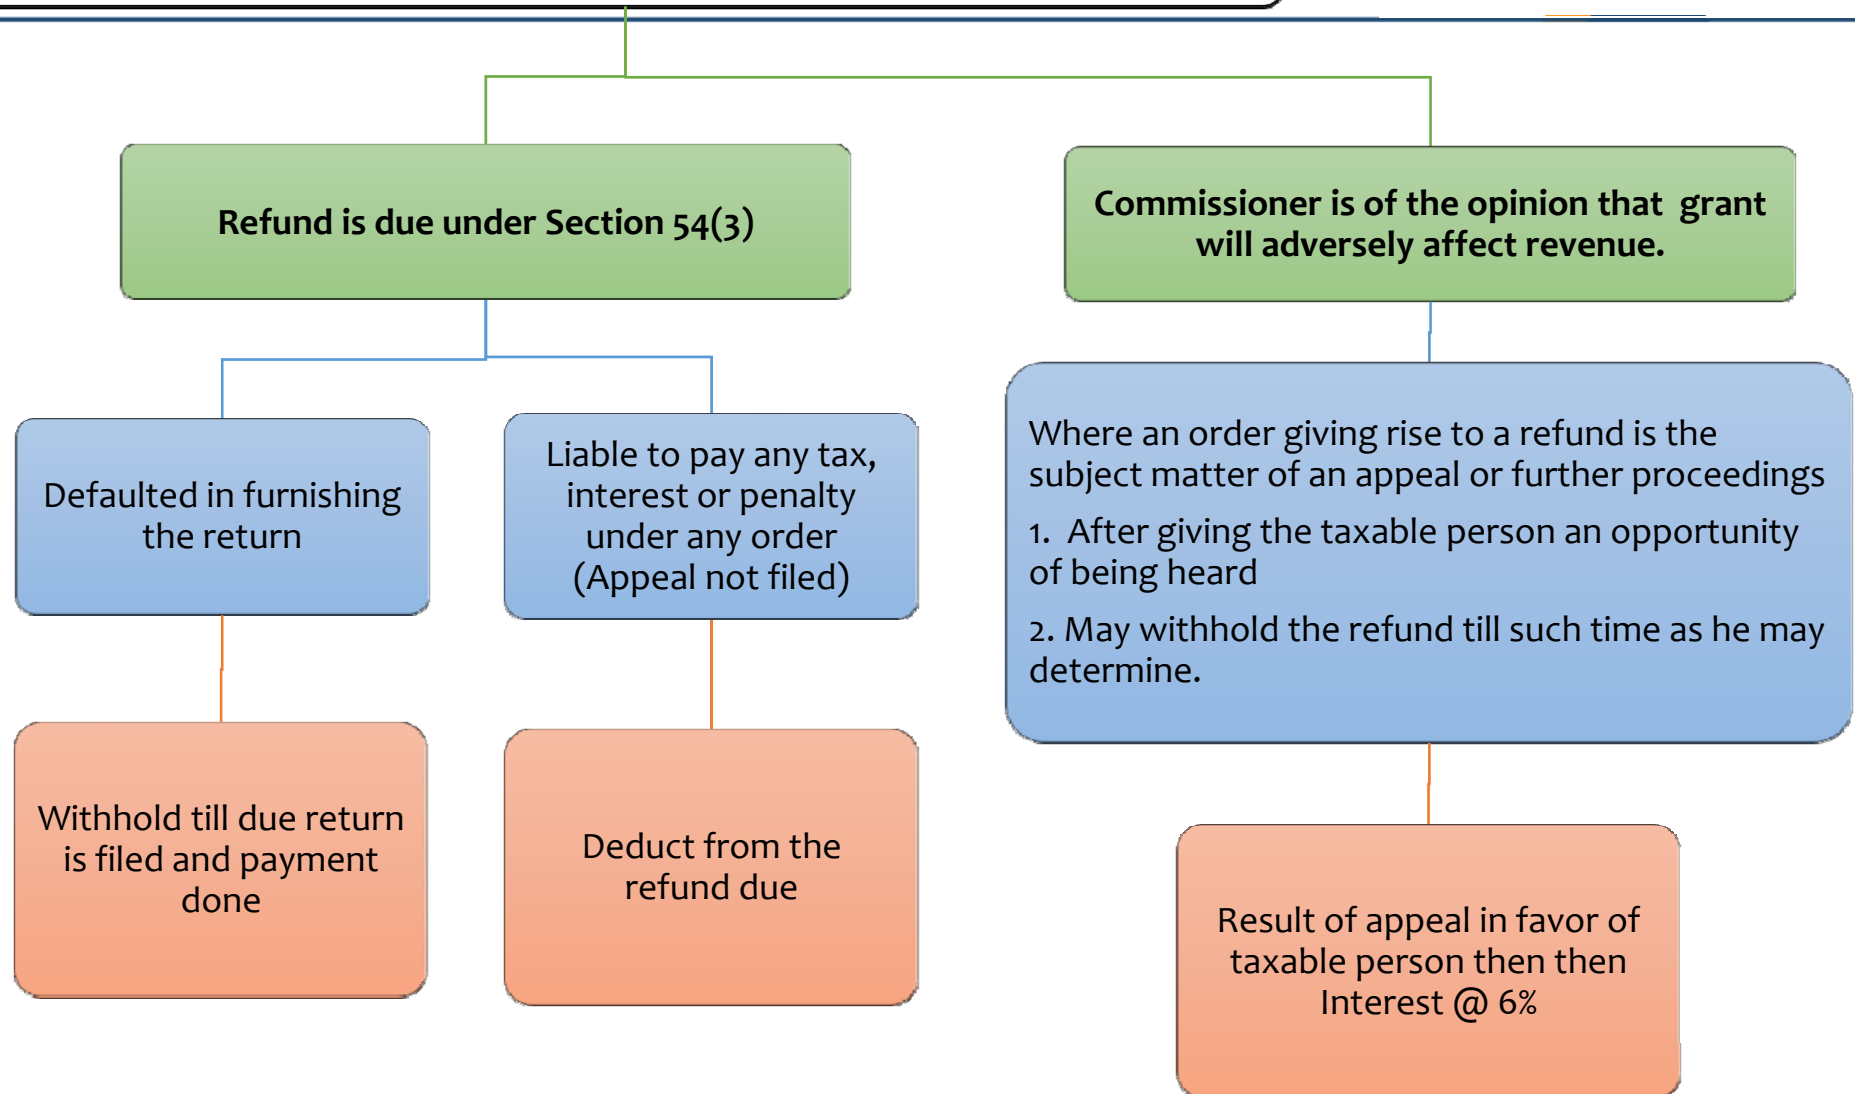 Refund is due under Section 54(3)
Commissioner is of the opinion that grant
will adversely affect revenue.
Defaulted in furnishing
the return
Liable to pay any tax,
interest or penalty
under any order
(Appeal not filed)
Where an order giving rise to a refund is the
subject matter of an appeal or further proceedings
1. After giving the taxable person an opportunity
of being heard
2. May withhold the refund till such time as he may
determine.
Withhold till due return
is filed and payment
done
Deduct from the
refund due
Result of appeal in favor of
taxable person then then
Interest @ 6%